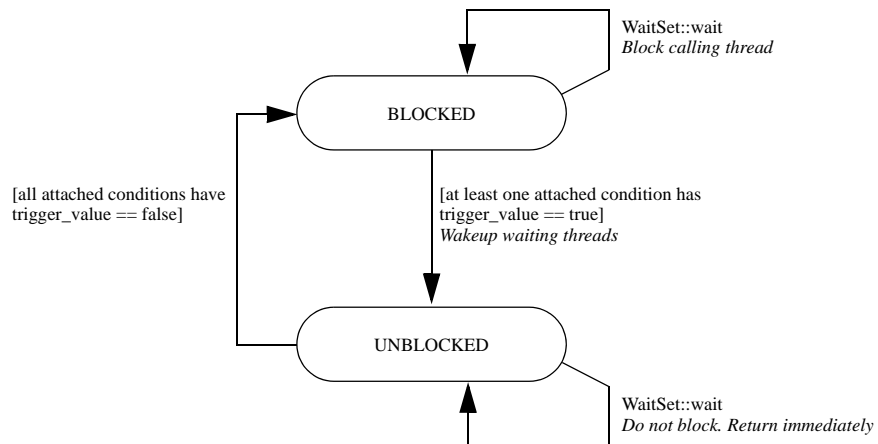 WaitSet::wait
Block calling thread
BLOCKED
[all attached conditions have
trigger_value == false]
[at least one attached condition has
trigger_value == true]
Wakeup waiting threads
UNBLOCKED
WaitSet::wait
Do not block. Return immediately